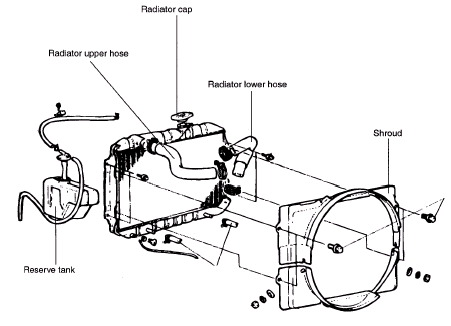 Radiator cap
Radiator upper hose
Radiator lower hose
Shroud
Reserve tank